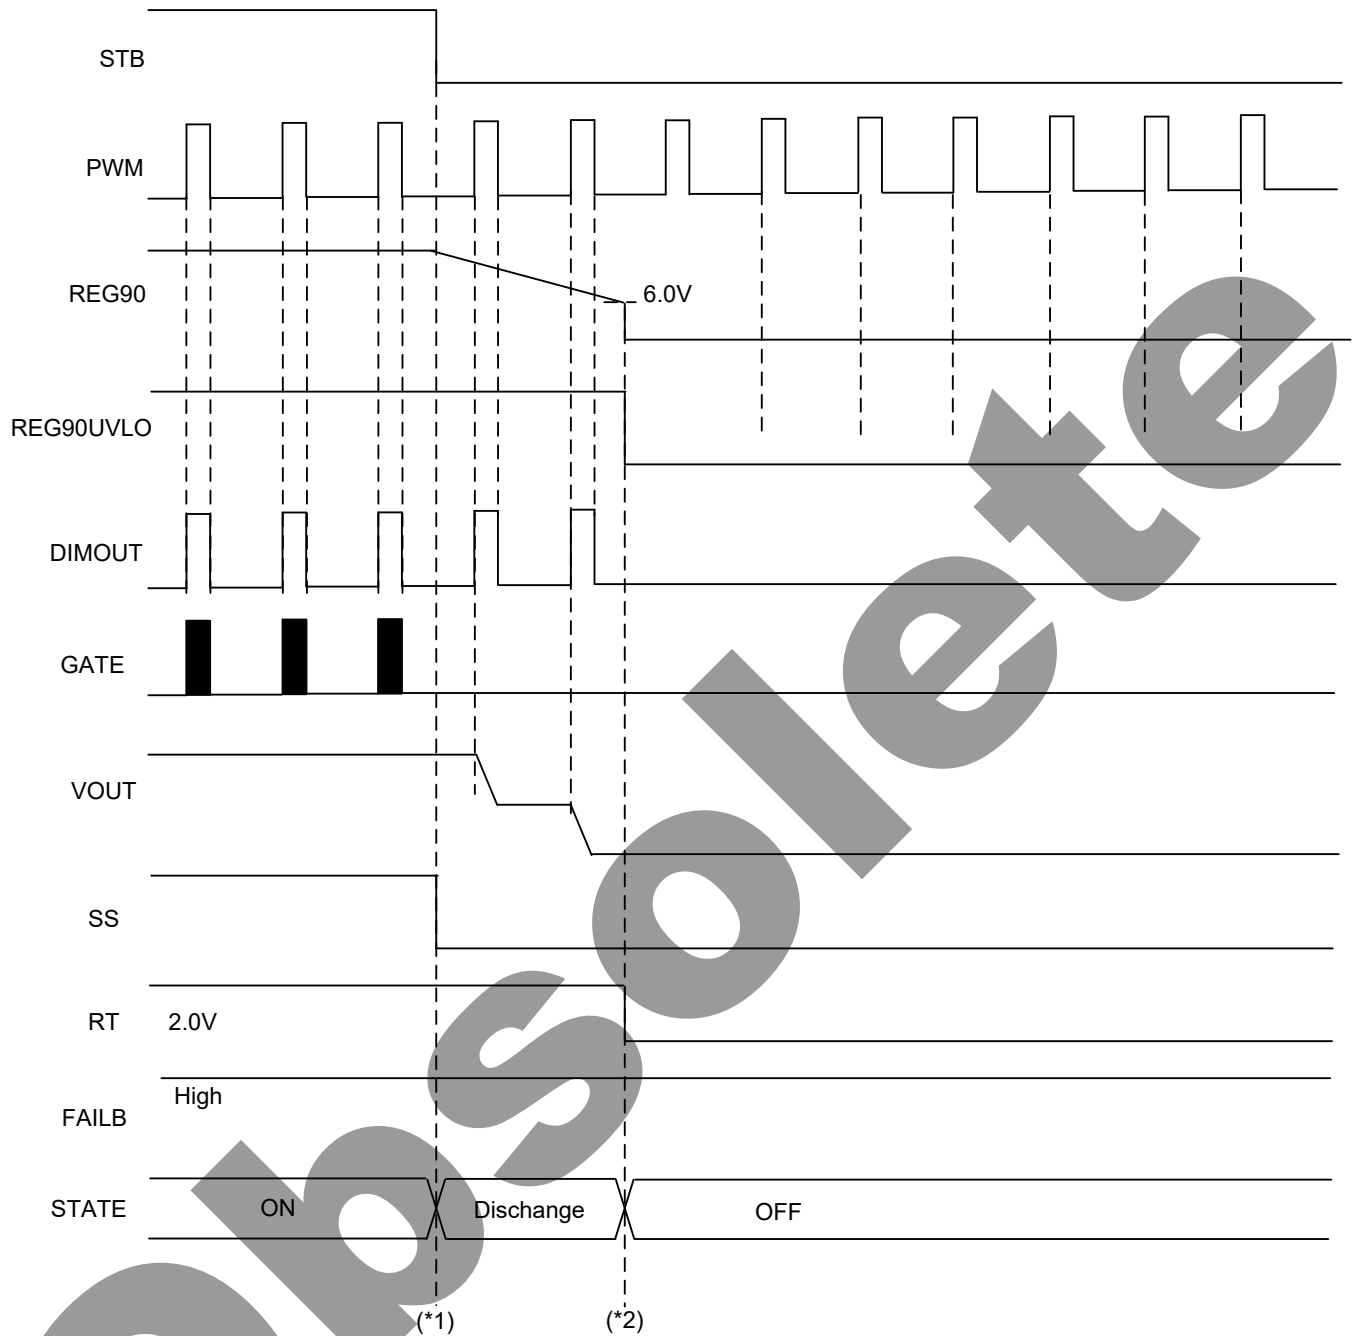 STB
PWM
REG90
6.0V
REG90UVLO
DIMOUT
GATE
VOUT
SS
RT
2.0V
High
FAILB
STATE
ON
Dischange
OFF
(*1)
(*2)
obsolete